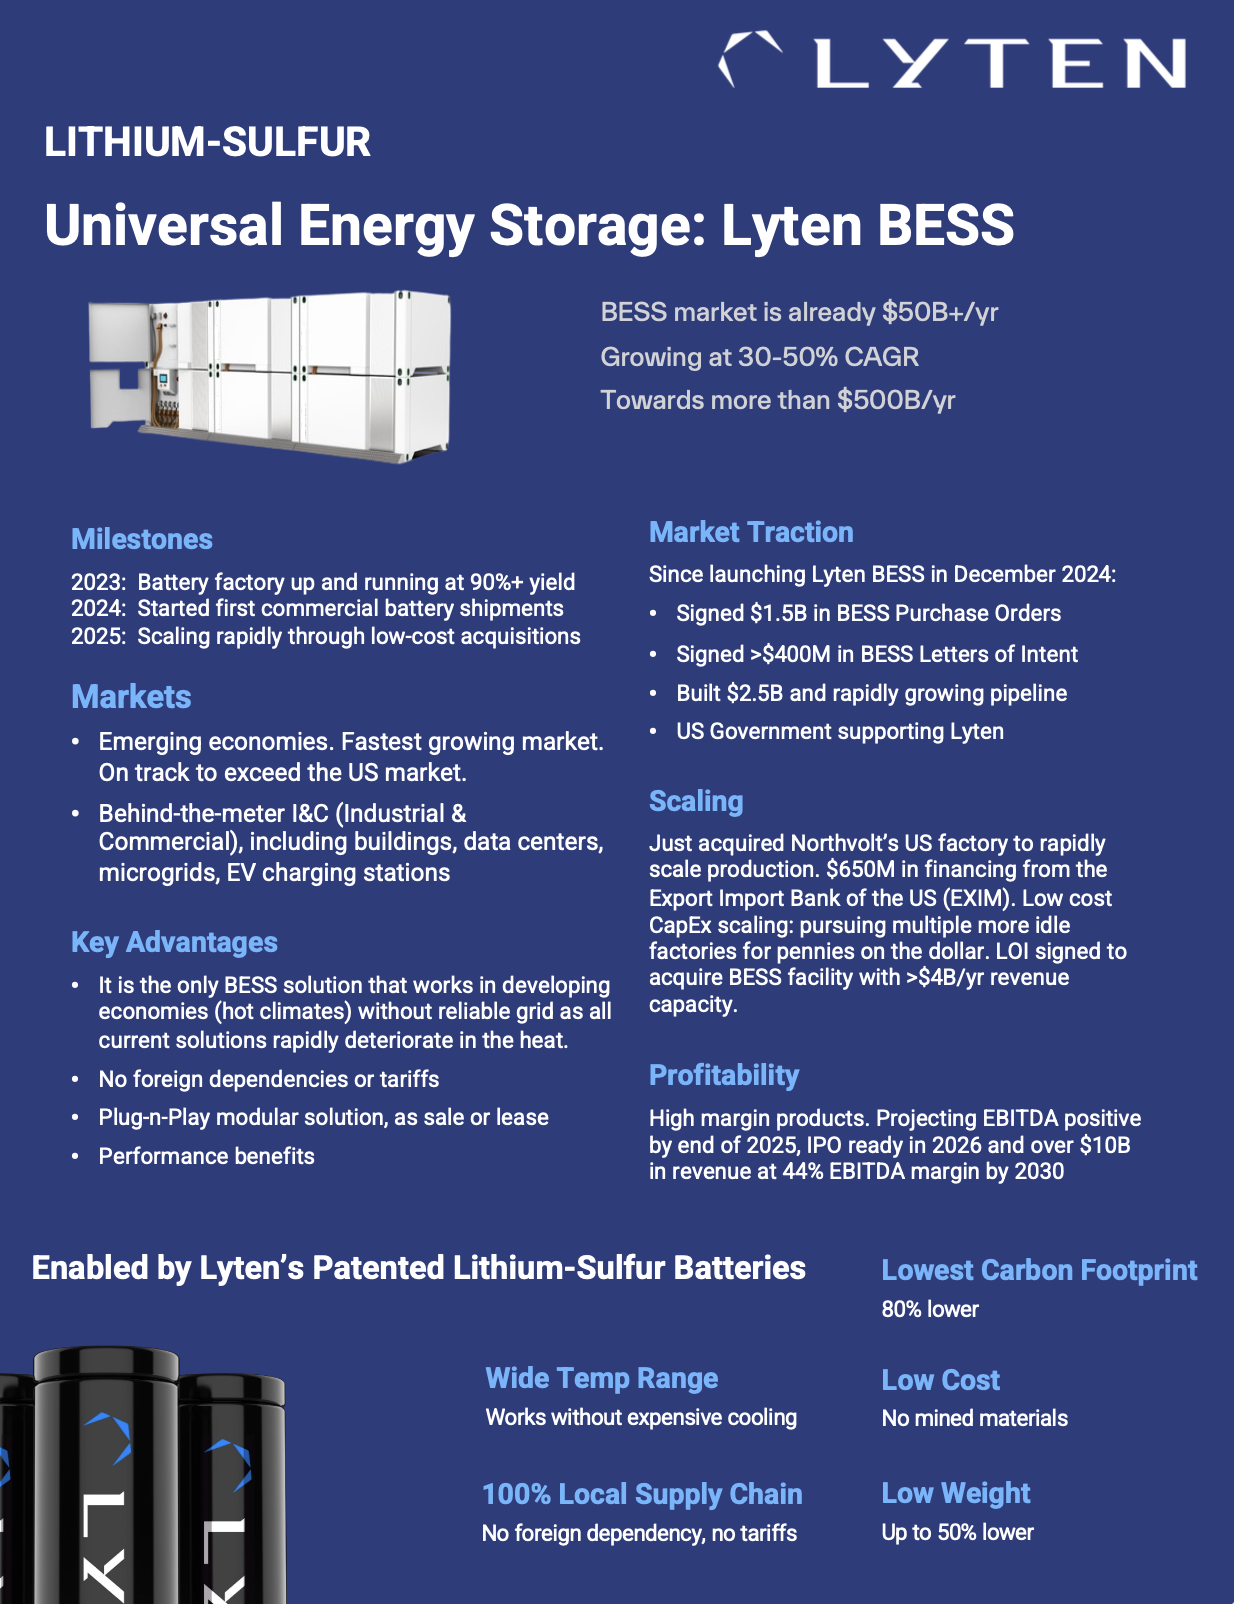 LYTEN
LITHIUM-SULFUR
Universal Energy Storage: Lyten BESS
BESS market is already $50B+/yr
Growing at 30-50% CAGR
Towards more than $500B/yr
Milestones
2023: Battery factory up and running at 90%+ yield
2024: Started first commercial battery shipments
2025: Scaling rapidly through low-cost acquisitions
Markets
• Emerging economies. Fastest growing market.
On track to exceed the US market.
• Behind-the-meter I&C (Industrial &
Commercial), including buildings, data centers,
microgrids, EV charging stations
Key Advantages
• It is the only BESS solution that works in developing
economies (hot climates) without reliable grid as all
current solutions rapidly deteriorate in the heat.
• No foreign dependencies or tariffs
• Plug-n-Play modular solution, as sale or lease
• Performance benefits
Market Traction
Since launching Lyten BESS in December 2024:
• Signed $1.5B in BESS Purchase Orders
• Signed >$400M in BESS Letters of Intent
• Built $2.5B and rapidly growing pipeline
• US Government supporting Lyten
Scaling
Just acquired Northvolt’s US factory to rapidly
scale production. $650M in financing from the
Export Import Bank of the US (EXIM). Low cost
CapEx scaling: pursuing multiple more idle
factories for pennies on the dollar. LOI signed to
acquire BESS facility with >$4B/yr revenue
capacity.
Profitability
High margin products. Projecting EBITDA positive
by end of 2025, IPO ready in 2026 and over $10B
in revenue at 44% EBITDA margin by 2030
Enabled by Lyten’s Patented Lithium-Sulfur Batteries
Lowest Carbon Footprint
80% lower
Wide Temp Range
Works without expensive cooling
Low Cost
No mined materials
100% Local Supply Chain
No foreign dependency, no tariffs
Low Weight
Up to 50% lower
LY
LY